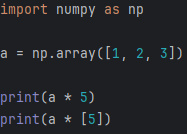 import numpy as np
a = np.array([1, 2, 3])
print(a * 5)
print(a * [5])